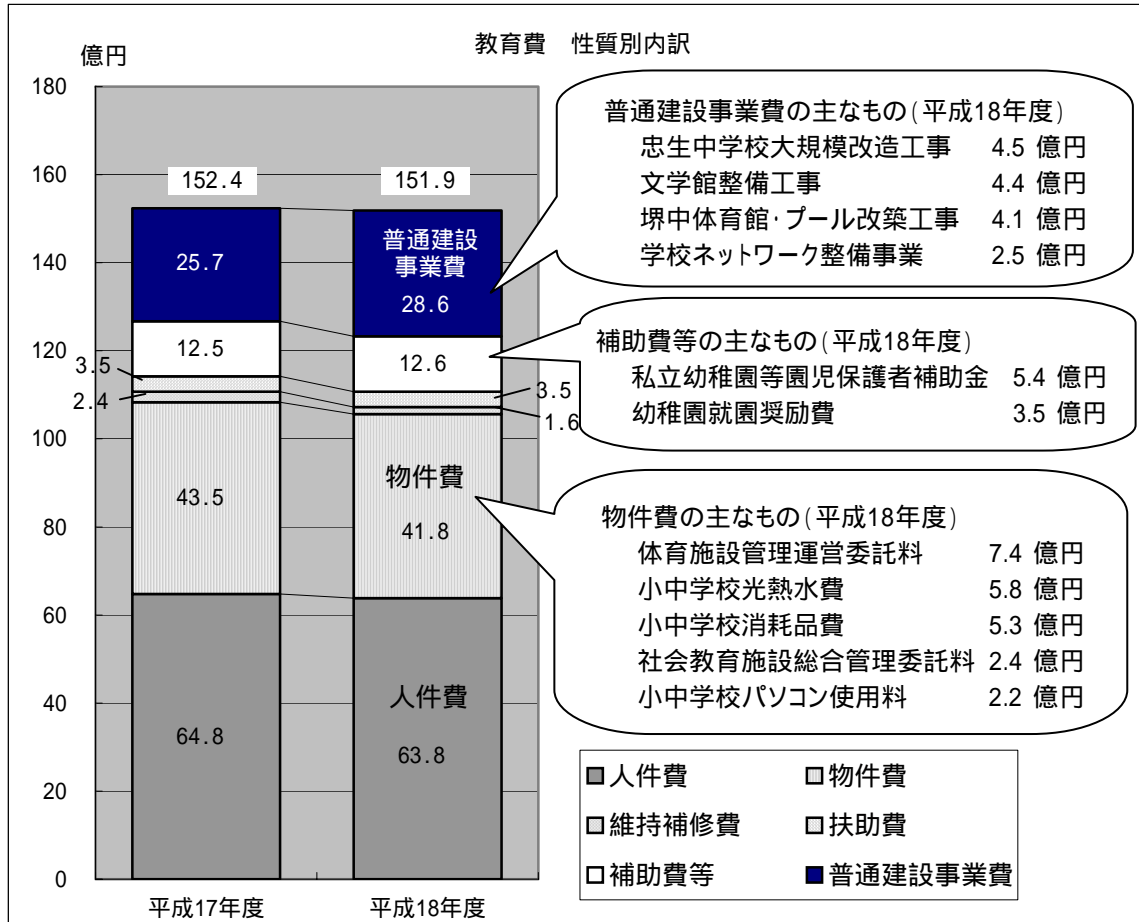 教育費　性質別内訳
億円
180
160
140
120
100
80
60
40
20
0
152.4
25.7
12.5
3.5
2.4
43.5
64.8
平成17年度
151.9
普通建設
事業費
28.6
12.6
3.5
1.6
物件費
41.8
人件費
63.8
平成18年度
普通建設事業費の主なもの(平成18年度)
忠生中学校大規模改造工事 4.5 億円
文学館整備工事 4.4 億円
堺中体育館・プール改築工事 4.1 億円
学校ネットワーク整備事業 2.5 億円
補助費等の主なもの(平成18年度)
私立幼稚園等園児保護者補助金 5.4 億円
幼稚園就園奨励費 3.5 億円
物件費の主なもの(平成18年度)
体育施設管理運営委託料 7.4 億円
小中学校光熱水費 5.8 億円
小中学校消耗品費 5.3 億円
社会教育施設総合管理委託料 2.4 億円
小中学校パソコン使用料 2.2 億円
人件費 物件費
維持補修費 扶助費
補助費等 普通建設事業費